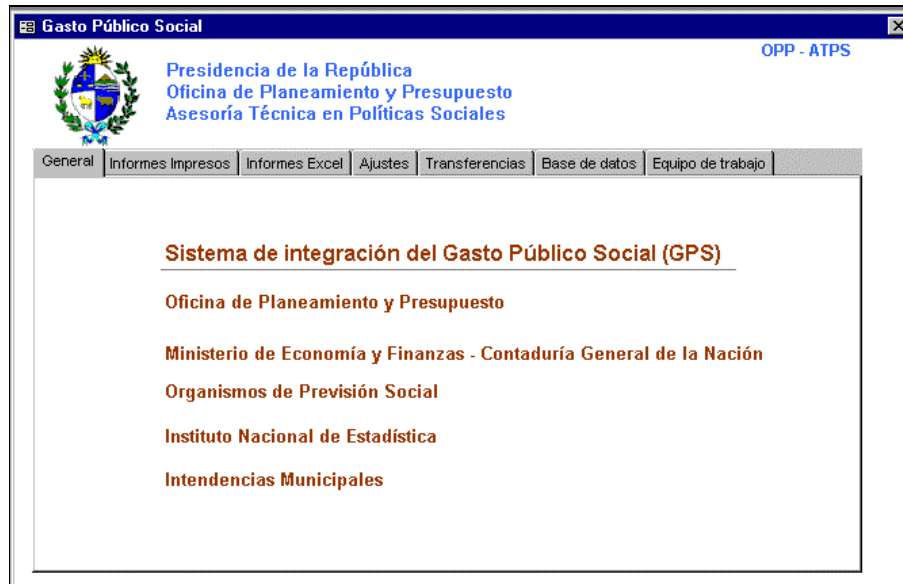 Gasto Público Social
OPP - ATPS
Presidencia de la República
Oficina de Planeamiento y Presupuesto
Asesoría Técnica en Políticas Sociales
General Informes Impresos Informes Excel Ajustes Transferencias Base de datos Equipo de trabajo
Sistema de integración del Gasto Público Social (GPS)
Oficina de Planeamiento y Presupuesto
Ministerio de Economía y Finanzas - Contaduría General de la Nación
Organismos de Previsión Social
Instituto Nacional de Estadística
Intendencias Municipales